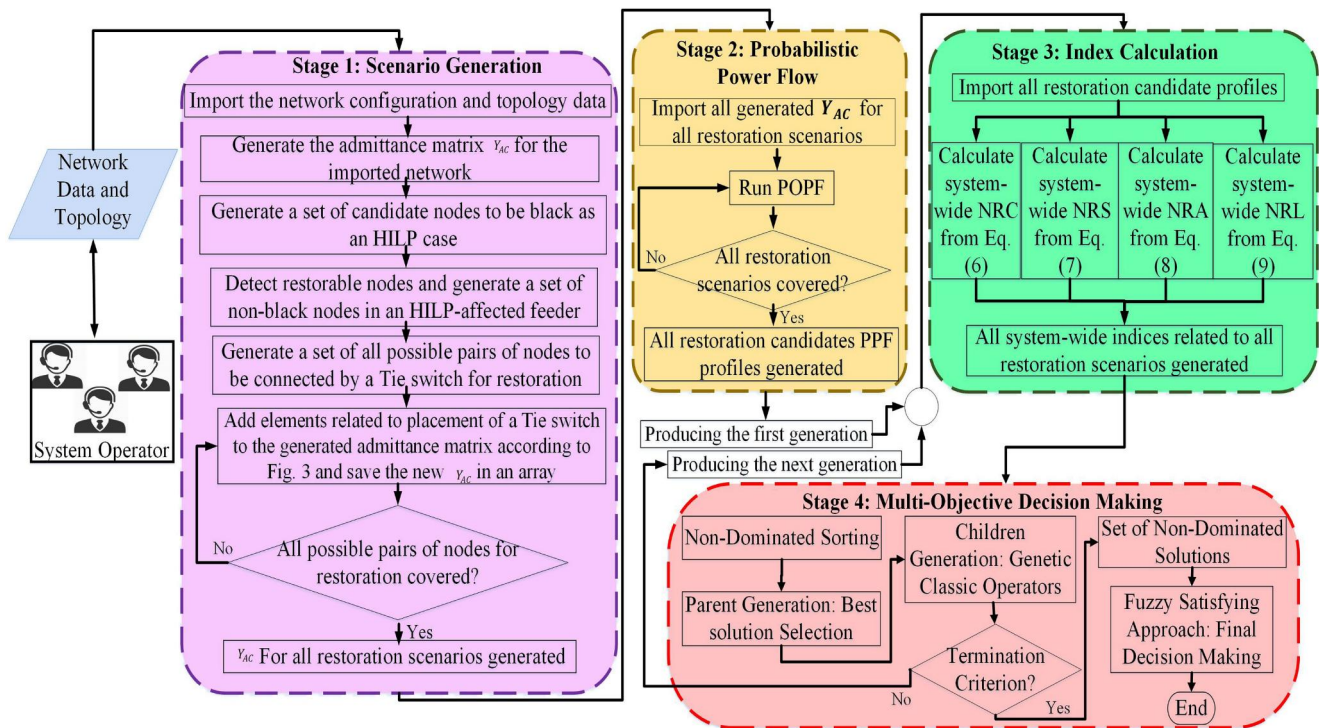 Network
Data and
Topology
System Operator
Stage 1: Scenario Generation
Import the network configuration and topology data
Generate the admittance matrix YAC for the
imported network
Generate a set of candidate nodes to be black as
an HILP case
Detect restorable nodes and generate a set of
non-black nodes in an HILP-affected feeder
Generate a set of all possible pairs of nodes to
be connected by a Tie switch for restoration
Add elements related to placement of a Tie switch
to the generated admittance matrix according to
Fig. 3 and save the new YAC in an array
No
All possible pairs of nodes for
restoration covered?
Yes
YAC For all restoration scenarios generated
Stage 2: Probabilistic
Power Flow
Import all generated YAC for
all restoration scenarios
Run POPF
No
All
restoration
scenarios covered?
Yes
All restoration candidates PPF
profiles generated
Producing the first generation
Producing the next generation
Stage 3: Index Calculation
Import all restoration candidate profiles
Calculate
system-
wide NRC
from Eq.
(6)
Calculate
system-
wide NRS
from Eq.
(7)
Calculate
system-
wide NRA
from Eq.
(8)
Calculate
system-
wide NRL
from Eq.
(9)
All system-wide indices related to all
restoration scenarios generated
Stage 4: Multi-Objective Decision Making
Non-Dominated Sorting
Parent Generation: Best
solution Selection
Children
Generation: Genetic
Classic Operators
Termination
Criterion?
No
Yes
Set of Non-Dominated
Solutions
Fuzzy Satisfying
Approach: Final
Decision Making
End